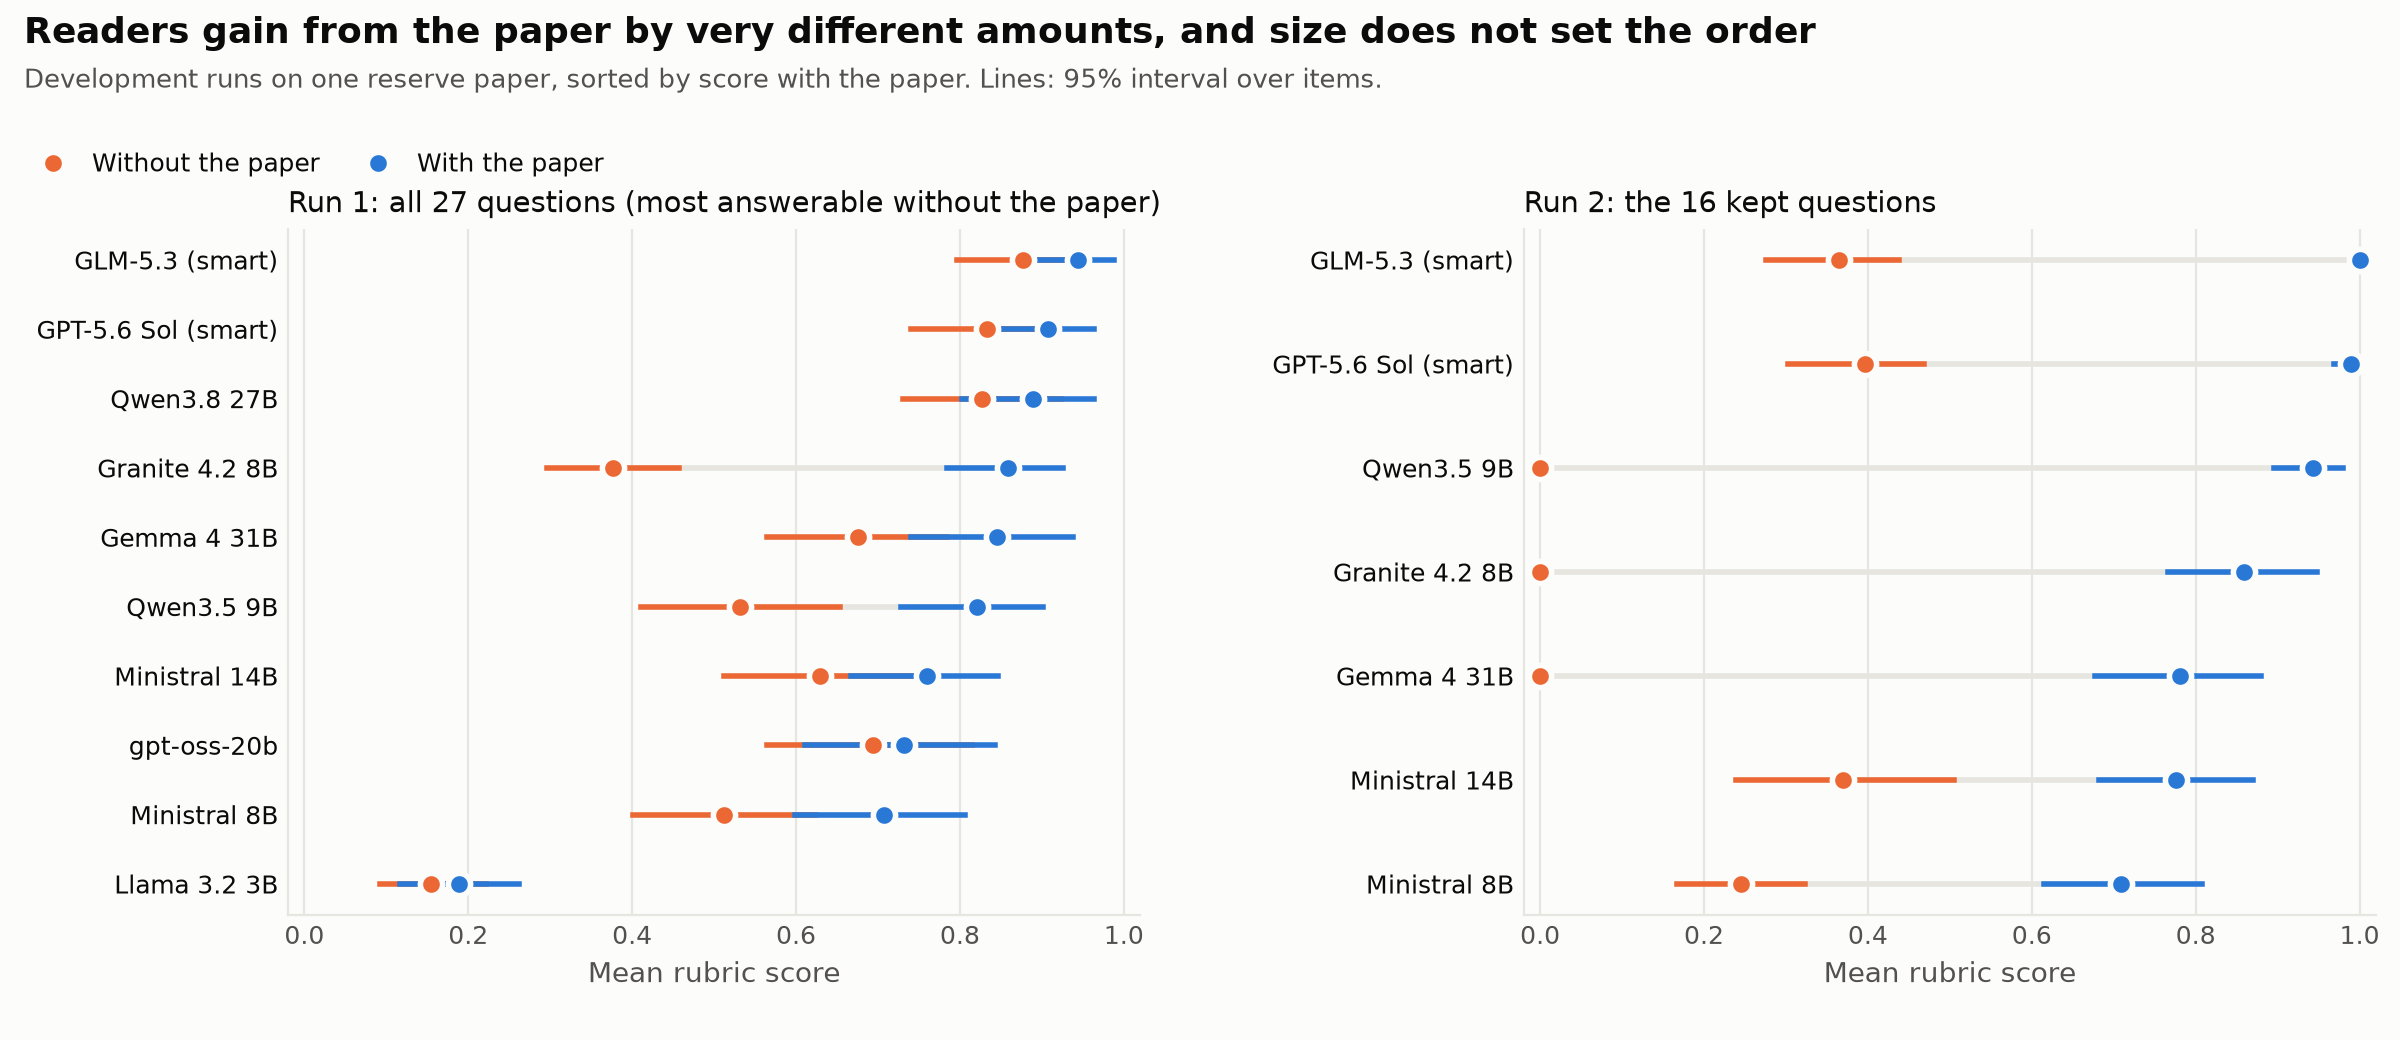 Readers gain from the paper by very different amounts, and size does not set the order
Development runs on one reserve paper, sorted by score with the paper. Lines: 95% interval over items.
Without the paper
With the paper
Run 1: all 27 questions (most answerable without the paper)
GLM-5.3 (smart)
GPT-5.6 Sol (smart)
Qwen3.8 27B
Granite 4.2 8B
Gemma 4 31B
Qwen3.5 9B
Ministral 14B
gpt-oss-20b
Ministral 8B
Llama 3.2 3B
0.0 0.2 0.4 0.6 0.8 1.0
Mean rubric score
Run 2: the 16 kept questions
GLM-5.3 (smart)
GPT-5.6 Sol (smart)
Qwen3.5 9B
Granite 4.2 8B
Gemma 4 31B
Ministral 14B
Ministral 8B
0.0 0.2 0.4 0.6 0.8 1.0
Mean rubric score